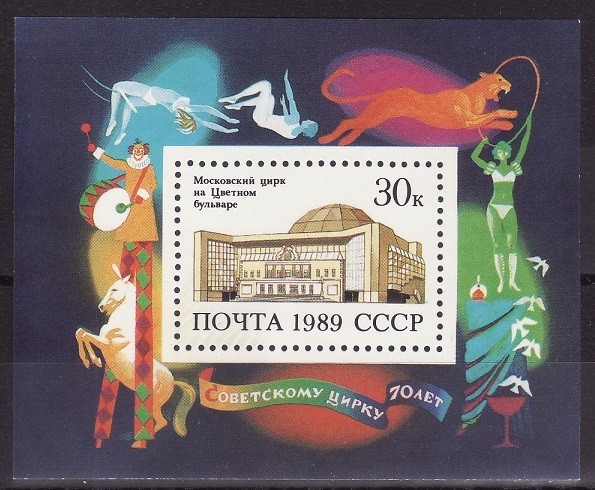 Московский цирк
на Цветном
бульваре
30к
ПОЧТА 1989 СССР
СОВЕТСКОМУ ЦИРКУ 70 ЛЕТ